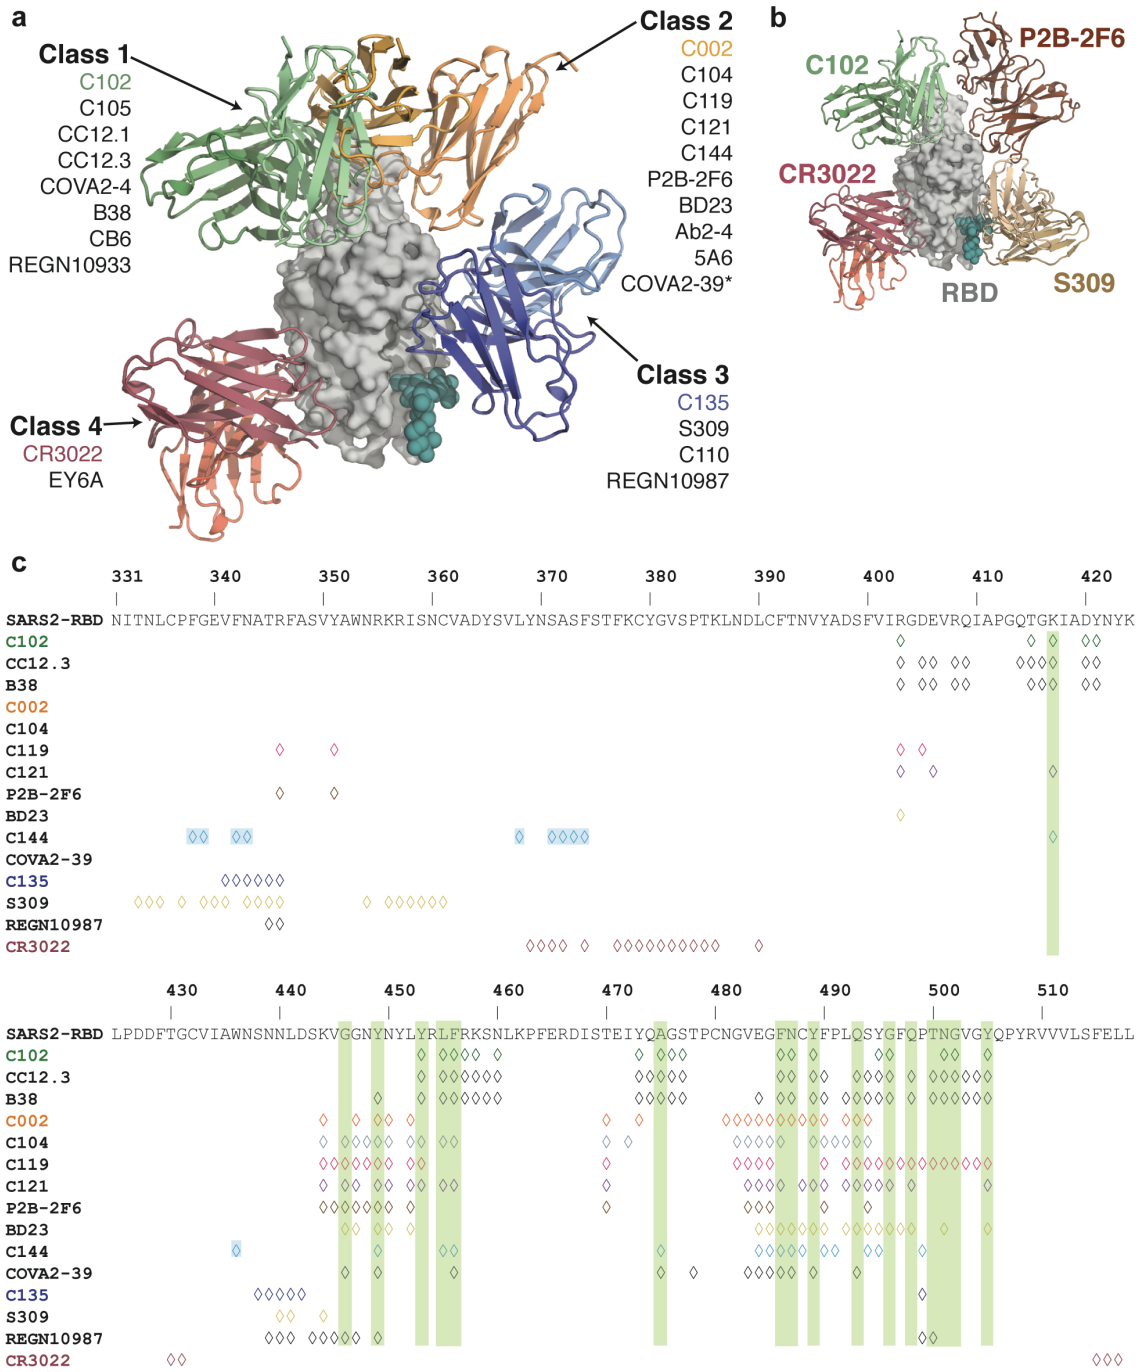 a
Class 1
C102
C105
CC12.1
CC12.3
COVA2-4
B38
CB6
REGN10933
Class 2
C002
C104
C119
C121
C144
P2B-2F6
BD23
Ab2-4
5A6
COVA2-39*
Class 3
C135
S309
C110
REGN10987
Class 4
CR3022
EY6A
b
C102
P2B-2F6
CR3022
RBD
S309
c
331 340 350 360 370 380 390 400 410 420
SARS2-RBD NITNLCPFGEVFNATRFASVYAWNRKRISNCVADYSVLYNSASFSTFKCYGVSPTKLNDLCFTNVYADSFVIRGDEVRQIAPGQTGKIADYNYK
C102
CC12.3
B38
C002
C104
C119
C121
P2B-2F6
BD23
C144
COVA2-39
C135
S309
REGN10987
CR3022
430 440 450 460 470 480 490 500 510
SARS2-RBD LPDDFTGCVIAWNSNNLDSKVGGNYNYLYRLFRKSNLKPFERDISTEIYQAGSTPCNGVEGFNCYFPLQSYGFQPTNGVGYQPYRVVVLSFELL
C102
CC12.3
B38
C002
C104
C119
C121
P2B-2F6
BD23
C144
COVA2-39
C135
S309
REGN10987
CR3022